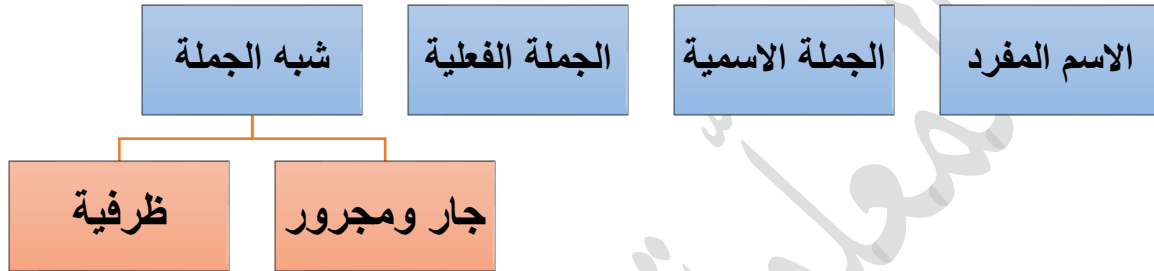 الاسم المفرد
الجملة الاسمية
الجملة الفعلية
شبه الجملة
جار ومجرور
ظرفية